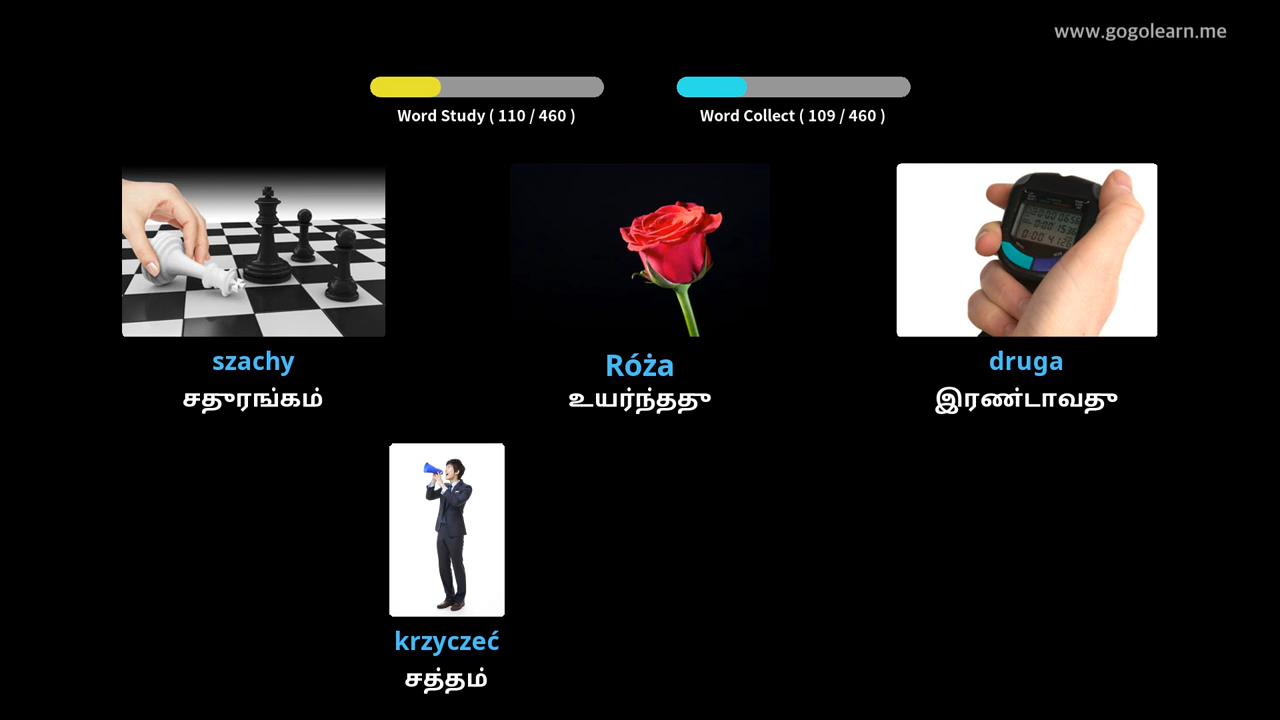 www.gogolearn.me
Word Study ( 110 / 460 )
Word Collect ( 109 / 460 )
szachy
சதுரங்கம்
Róża
உயர்ந்தது
druga
இரண்டாவது
krzyczeć
சத்தம்